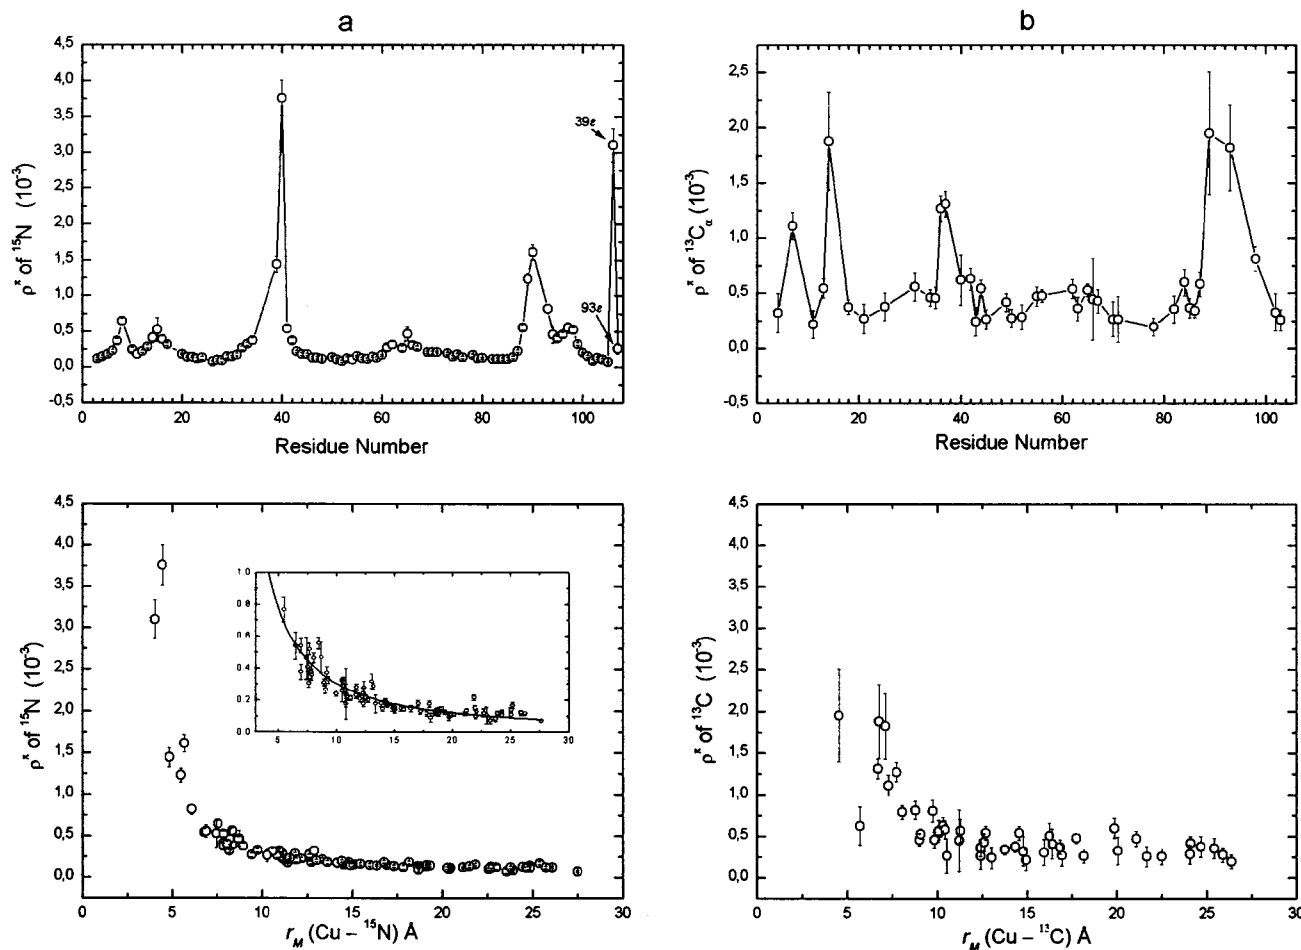 a
4,5
4,0
3,5
3,0
2,5
2,0
1,5
1,0
0,5
0,0
-0,5
ρˣ of ¹⁵N (10⁻³)
39ε
93ε
0 20 40 60 80 100
Residue Number
b
2,5
2,0
1,5
1,0
0,5
0,0
-0,5
ρˣ of ¹³Cα (10⁻³)
0 20 40 60 80 100
Residue Number
4,5
4,0
3,5
3,0
2,5
2,0
1,5
1,0
0,5
0,0
ρˣ of ¹⁵N (10⁻³)
1.0
0.8
0.6
0.4
0.2
0.0
5 10 15 20 25 30
0 5 10 15 20 25 30
r_M (Cu – ¹⁵N) Å
4,5
4,0
3,5
3,0
2,5
2,0
1,5
1,0
0,5
0,0
ρˣ of ¹³C (10⁻³)
0 5 10 15 20 25 30
r_M (Cu – ¹³C) Å